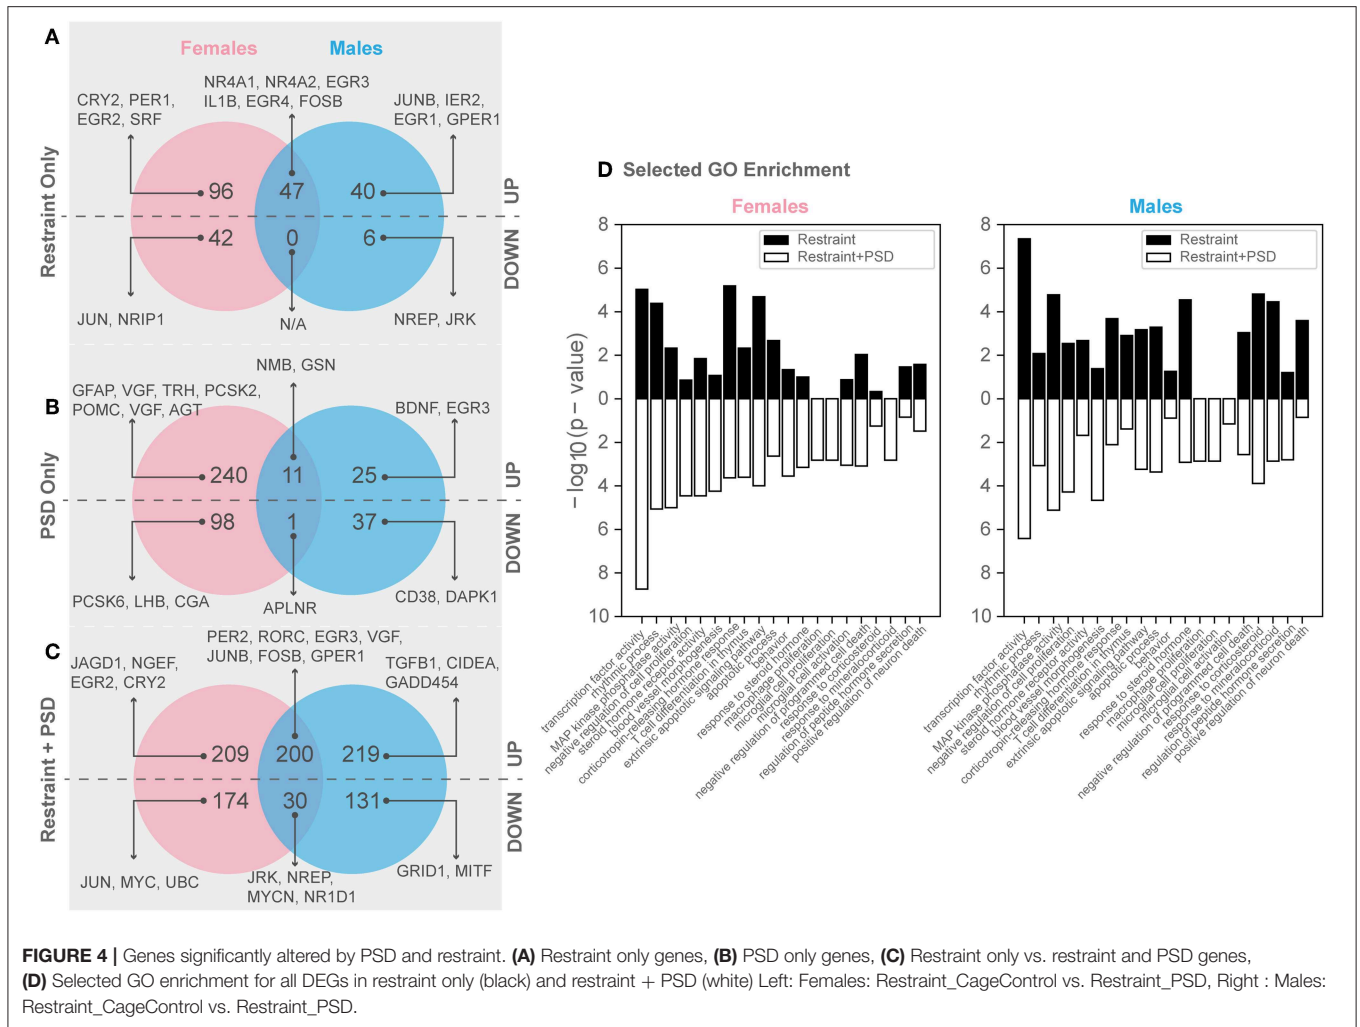 A
Females
Males
NR4A1, NR4A2, EGR3
IL1B, EGR4, FOSB
CRY2, PER1,
EGR2, SRF
JUNB, IER2,
EGR1, GPER1
Restraint Only
96
47
40
UP
42
0
6
DOWN
JUN, NRIP1
N/A
NREP, JRK
B
NMB, GSN
GFAP, VGF, TRH, PCSK2,
POMC, VGF, AGT
BDNF, EGR3
PSD Only
240
11
25
UP
98
1
37
DOWN
PCSK6, LHB, CGA
APLNR
CD38, DAPK1
C
PER2, RORC, EGR3, VGF,
JUNB, FOSB, GPER1
JAGD1, NGEF,
EGR2, CRY2
TGFB1, CIDEA,
GADD454
Restraint + PSD
209
200
219
UP
174
30
131
DOWN
JUN, MYC, UBC
JRK, NREP,
MYCN, NR1D1
GRID1, MITF
D Selected GO Enrichment
Females
Restraint
Restraint+PSD
−log10(p − value)
8
6
4
2
0
2
4
6
8
10
transcription factor activity
rhythmic process
MAP kinase phosphatase activity
negative regulation of cell proliferation
steroid hormone receptor activity
blood vessel morphogenesis
corticotropin-releasing hormone response
T cell differentiation in thymus
extrinsic apoptotic signaling pathway
apoptotic process
behavior
response to steroid hormone
macrophage proliferation
microglial cell proliferation
microglial cell activation
negative regulation of programmed cell death
response to corticosteroid
response to mineralocorticoid
regulation of peptide hormone secretion
positive regulation of neuron death
Males
Restraint
Restraint+PSD
8
6
4
2
0
2
4
6
8
10
transcription factor activity
rhythmic process
MAP kinase phosphatase activity
negative regulation of cell proliferation
steroid hormone receptor activity
blood vessel morphogenesis
corticotropin-releasing hormone response
T cell differentiation in thymus
extrinsic apoptotic signaling pathway
apoptotic process
behavior
response to steroid hormone
macrophage proliferation
microglial cell proliferation
microglial cell activation
negative regulation of programmed cell death
response to corticosteroid
response to mineralocorticoid
regulation of peptide hormone secretion
positive regulation of neuron death
FIGURE 4 | Genes significantly altered by PSD and restraint. (A) Restraint only genes, (B) PSD only genes, (C) Restraint only vs. restraint and PSD genes,
(D) Selected GO enrichment for all DEGs in restraint only (black) and restraint + PSD (white) Left: Females: Restraint_CageControl vs. Restraint_PSD, Right : Males:
Restraint_CageControl vs. Restraint_PSD.